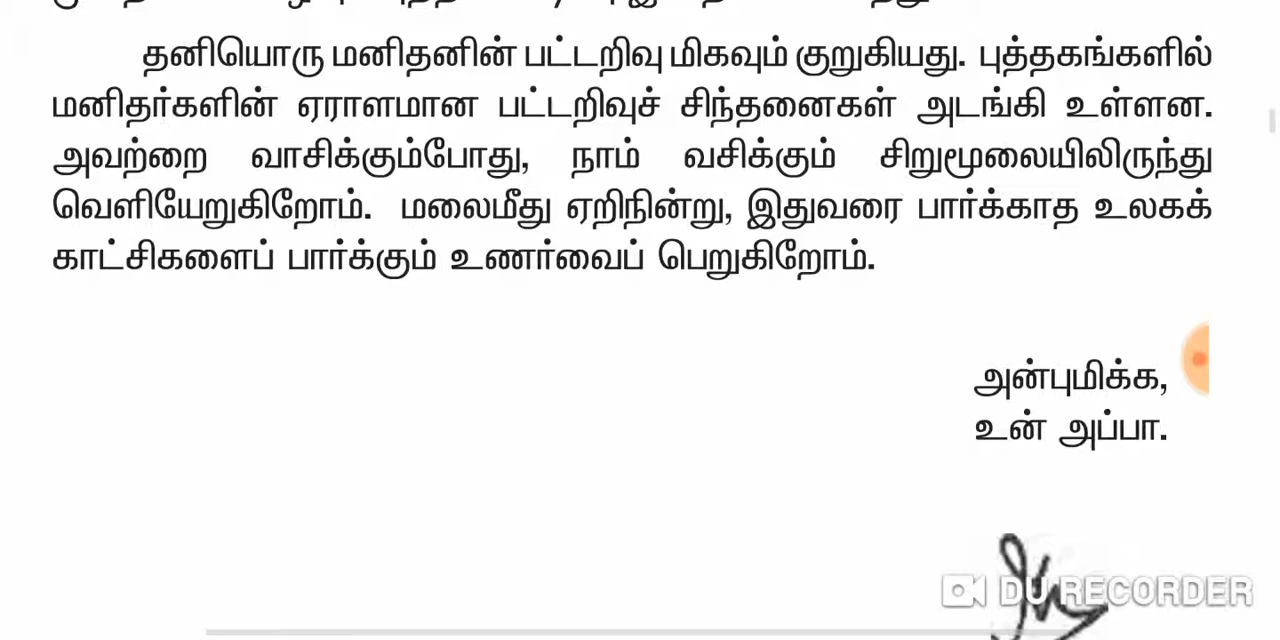 தனியொரு மனிதனின் பட்டறிவு மிகவும் குறுகியது. புத்தகங்களில்
மனிதர்களின் ஏராளமான பட்டறிவுச் சிந்தனைகள் அடங்கி உள்ளன.
அவற்றை வாசிக்கும்போது, நாம் வசிக்கும் சிறுமூலையிலிருந்து
வெளியேறுகிறோம். மலைமீது ஏறிநின்று, இதுவரை பார்க்காத உலகக்
காட்சிகளைப் பார்க்கும் உணர்வைப் பெறுகிறோம்.
அன்புமிக்க,
உன் அப்பா.
DU RECORDER